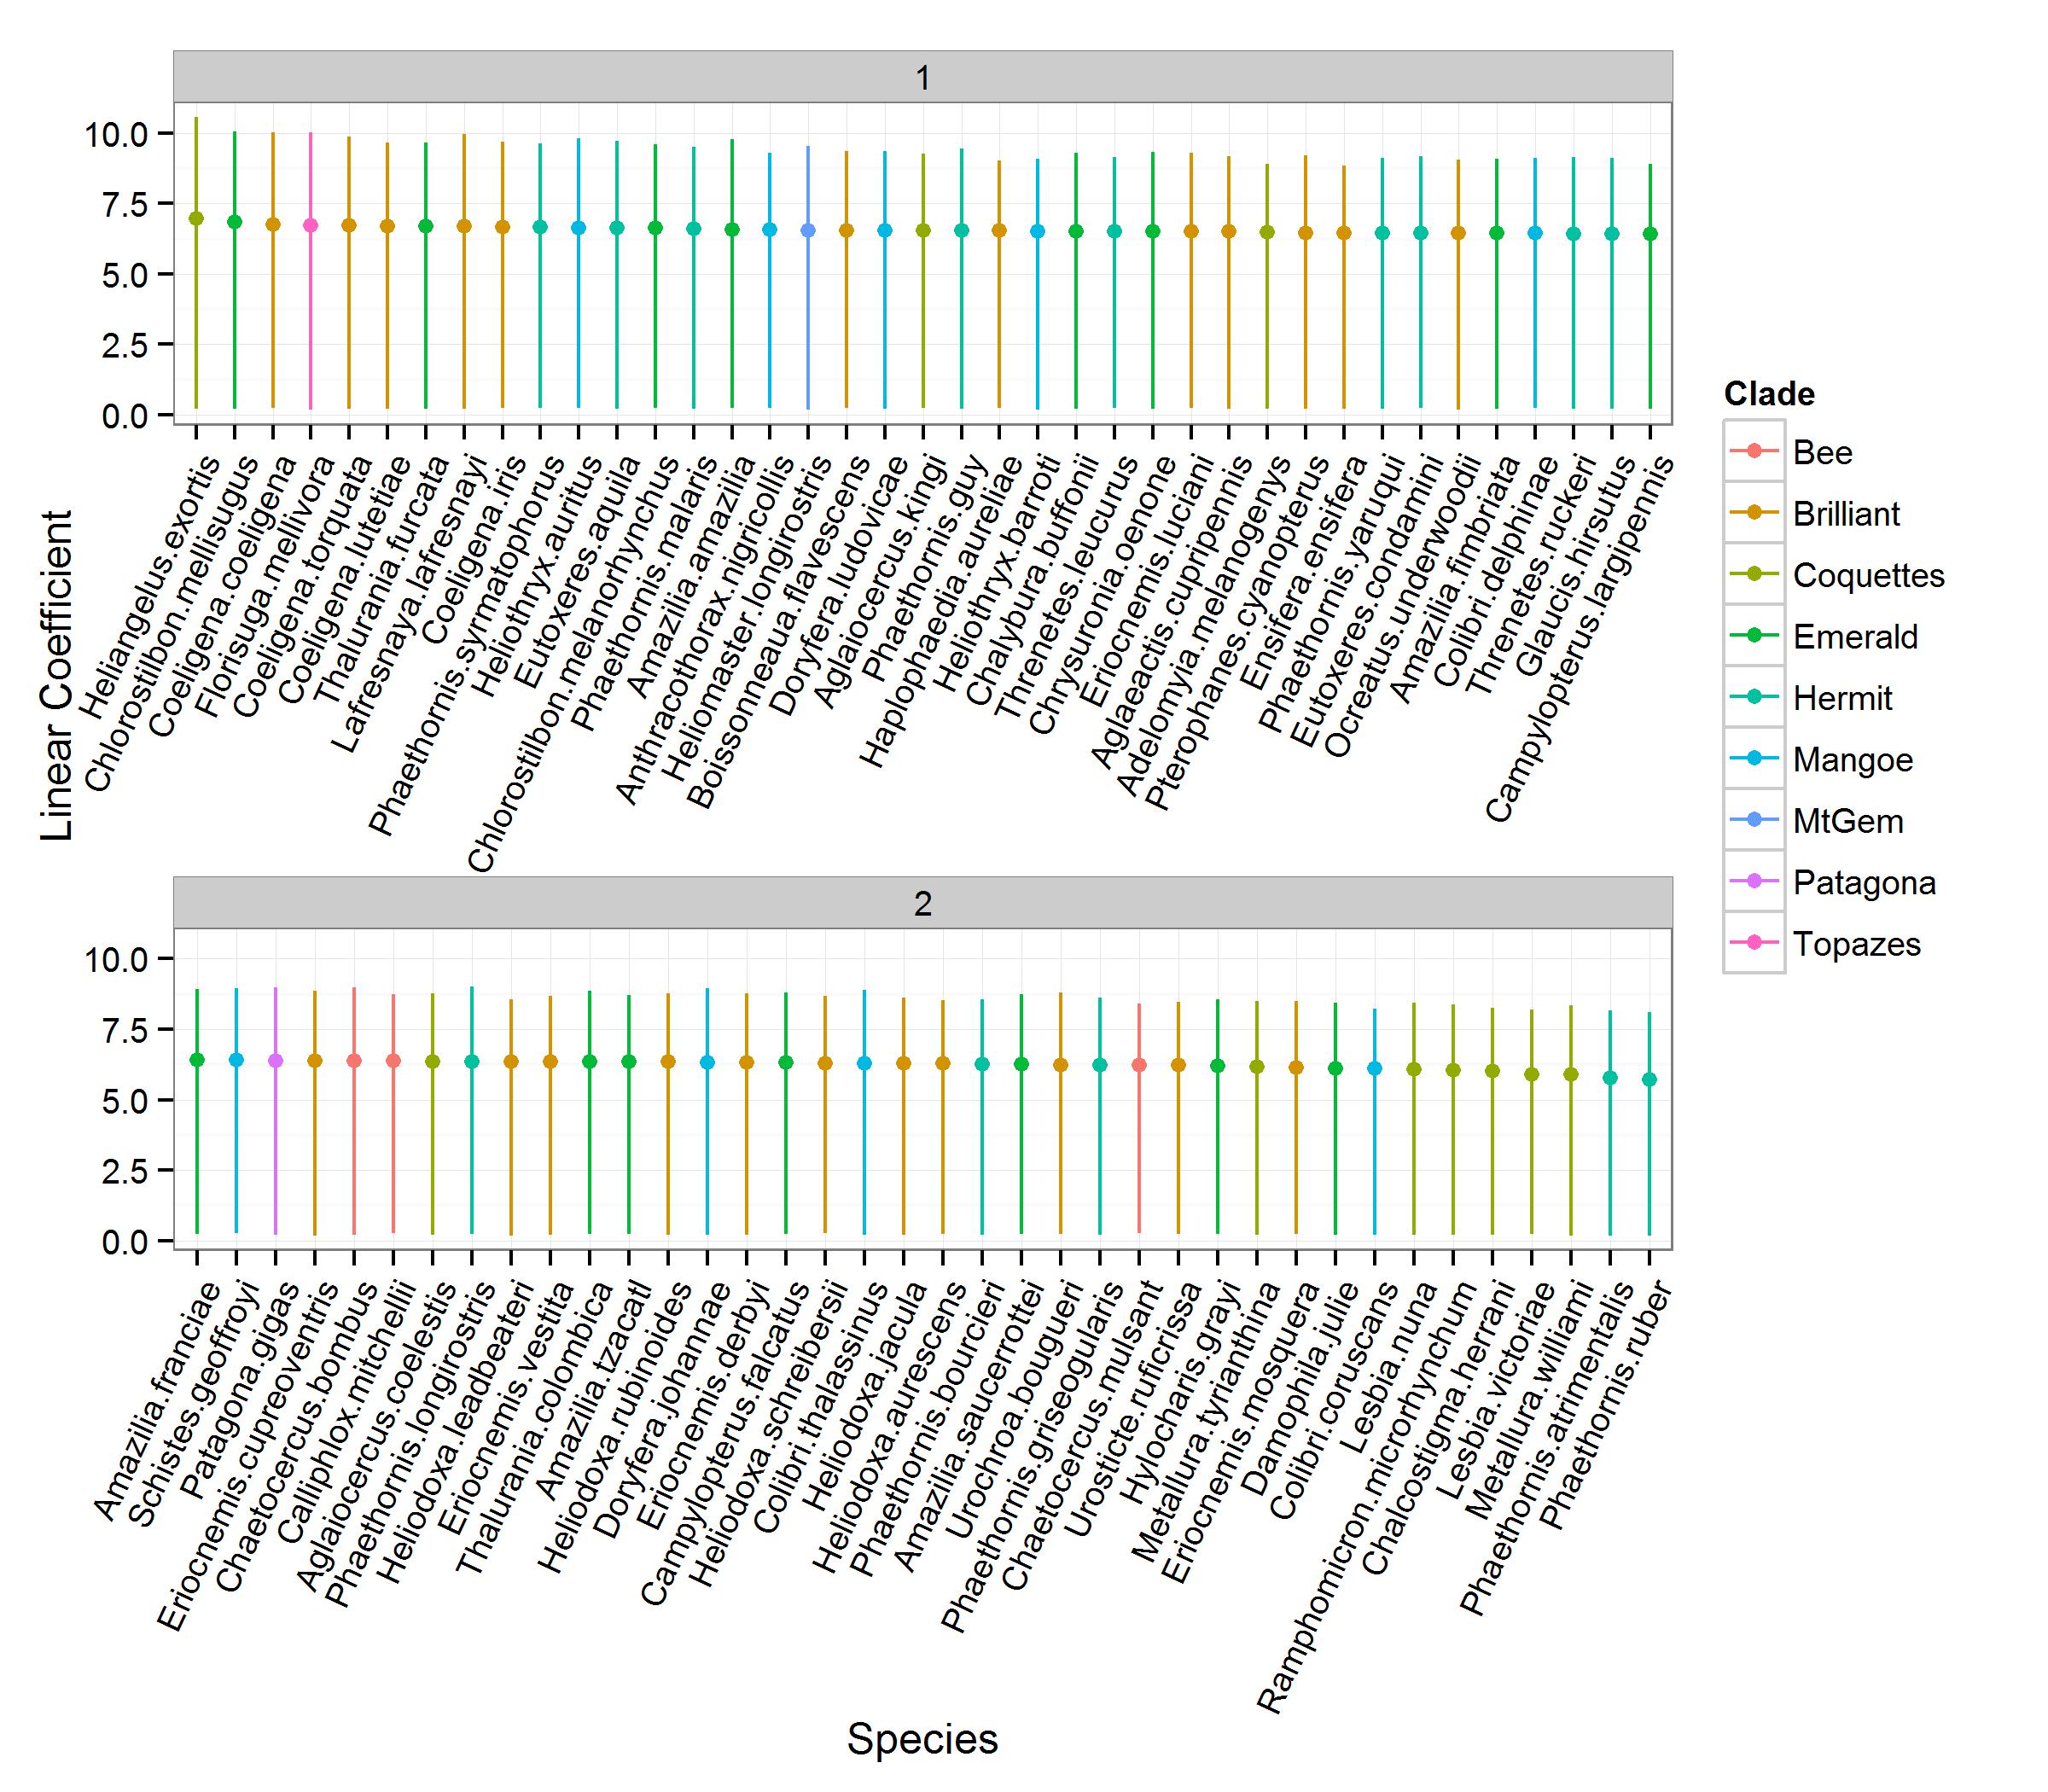 1
10.0
7.5
5.0
2.5
0.0
Heliangelus.exortis
Chlorostilbon.mellisugus
Coeligena.coeligena
Florisuga.mellivora
Coeligena.torquata
Coeligena.lutetiae
Thalurania.furcata
Lafresnaya.lafresnayi
Coeligena.iris
Phaethornis.syrmatophorus
Heliothryx.auritus
Eutoxeres.aquila
Chlorostilbon.melanorhynchus
Phaethornis.malaris
Amazilia.amazilia
Anthracothorax.nigricollis
Heliomaster.longirostris
Boissonneaua.flavescens
Doryfera.ludovicae
Aglaiocercus.kingi
Phaethornis.guy
Haplophaedia.aureliae
Heliothryx.barroti
Chalybura.buffonii
Threnetes.leucurus
Chrysuronia.oenone
Eriocnemis.luciani
Aglaeactis.cupripennis
Adelomyia.melanogenys
Pterophanes.cyanopterus
Ensifera.ensifera
Phaethornis.yaruqui
Eutoxeres.condamini
Ocreatus.underwoodii
Amazilia.fimbriata
Colibri.delphinae
Threnetes.ruckeri
Glaucis.hirsutus
Campylopterus.largipennis
Linear Coefficient
2
10.0
7.5
5.0
2.5
0.0
Amazilia.franciae
Schistes.geoffroyi
Patagona.gigas
Eriocnemis.cupreoventris
Chaetocercus.bombus
Calliphlox.mitchellii
Aglaiocercus.coelestis
Phaethornis.longirostris
Heliodoxa.leadbeateri
Eriocnemis.vestita
Thalurania.colombica
Amazilia.tzacatl
Heliodoxa.rubinoides
Doryfera.johannae
Eriocnemis.derbyi
Campylopterus.falcatus
Heliodoxa.schreibersii
Colibri.thalassinus
Heliodoxa.jacula
Heliodoxa.aurescens
Phaethornis.bourcieri
Amazilia.saucerrottei
Urochroa.bougueri
Phaethornis.griseogularis
Chaetocercus.mulsant
Urosticte.ruficrissa
Hylocharis.grayi
Metallura.tyrianthina
Eriocnemis.mosquera
Damophila.julie
Colibri.coruscans
Lesbia.nuna
Ramphomicron.microrhynchum
Chalcostigma.herrani
Lesbia.victoriae
Metallura.williami
Phaethornis.atrimentalis
Phaethornis.ruber
Species
Clade
Bee
Brilliant
Coquettes
Emerald
Hermit
Mangoe
MtGem
Patagona
Topazes